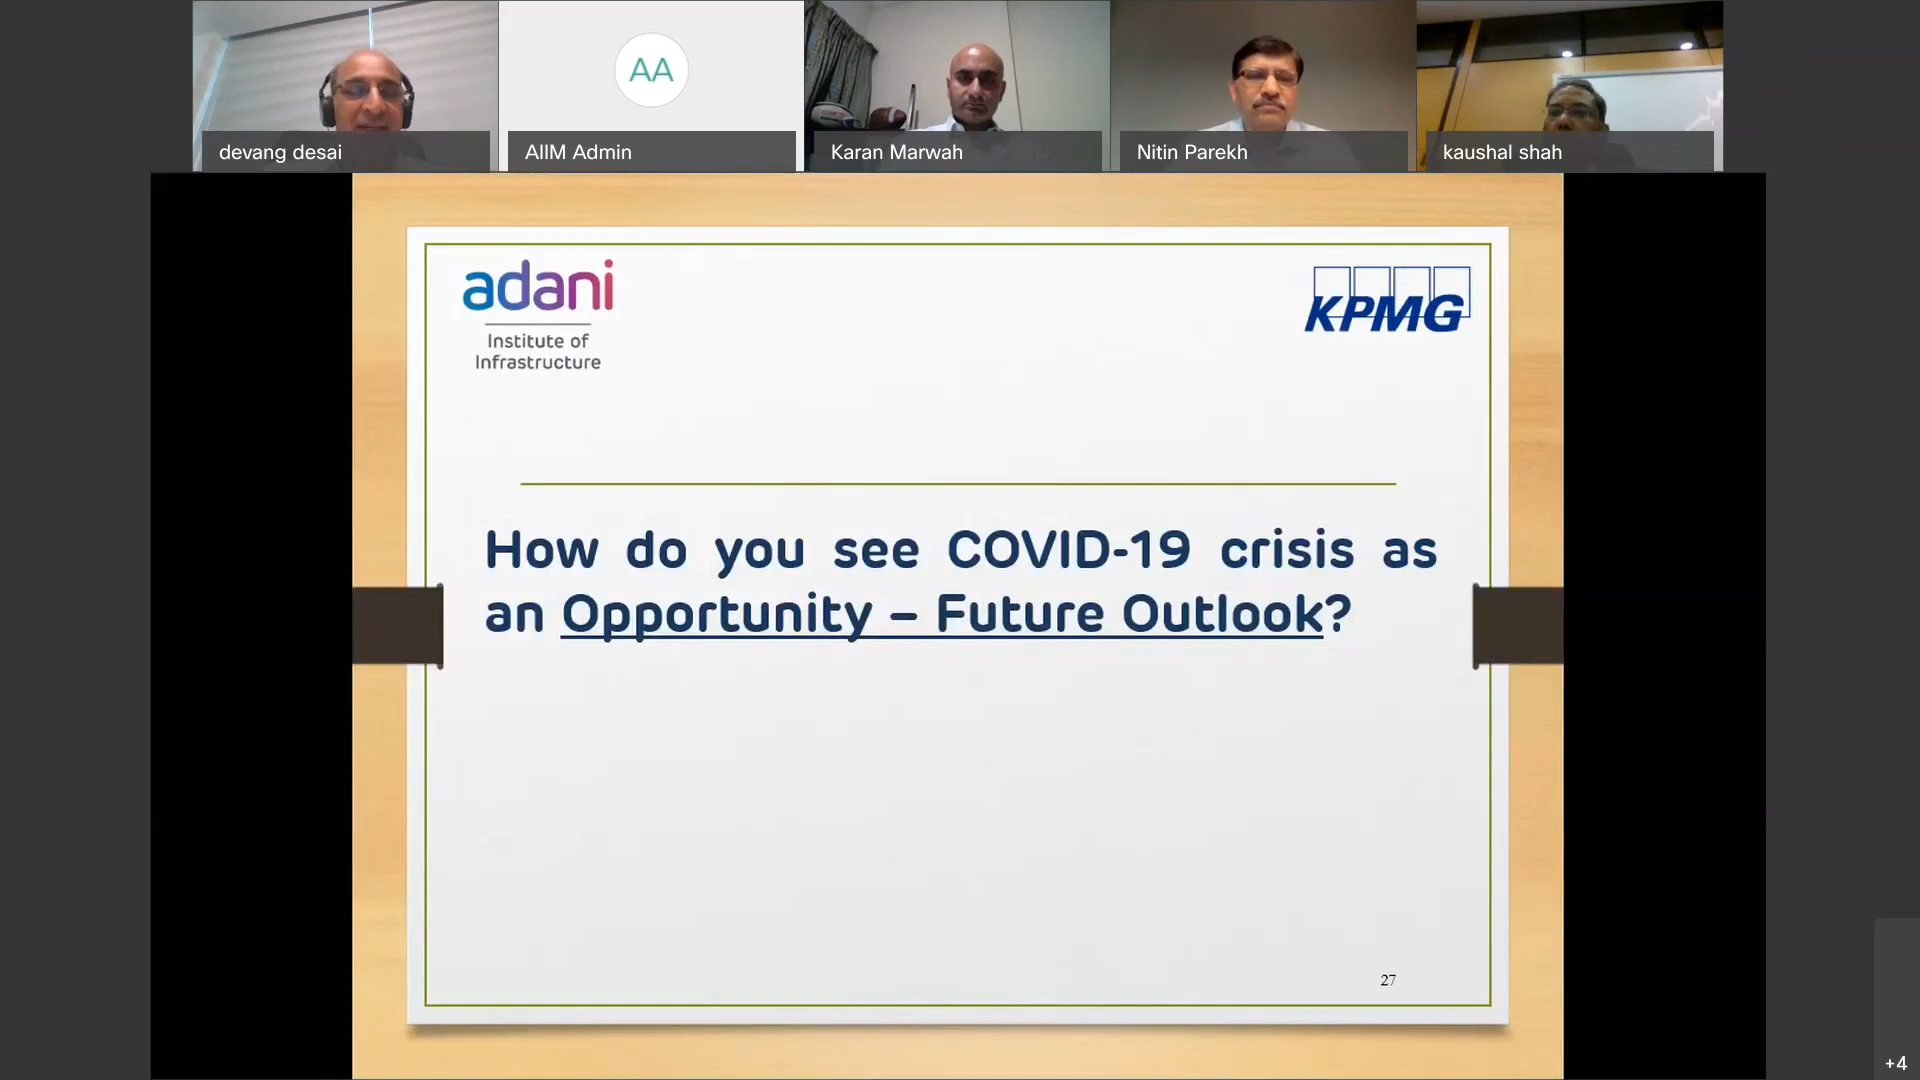 devang desai
AA
AIIM Admin
Karan Marwah
Nitin Parekh
kaushal shah
adani
Institute of
Infrastructure
KPMG
How do you see COVID-19 crisis as
an Opportunity – Future Outlook?
27
+4